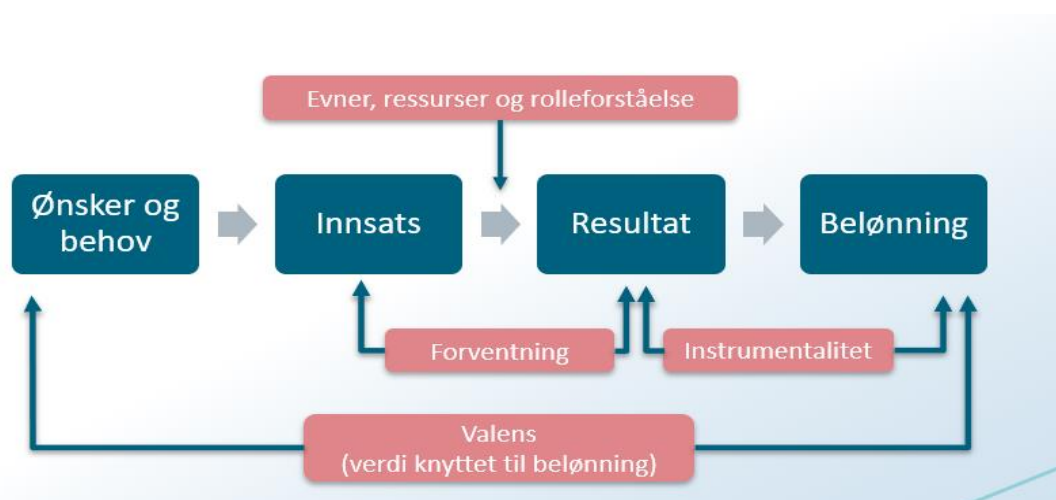 Evner, ressurser og rolleforståelse
Ønsker og
behov
Innsats
Resultat
Belønning
Forventning
Instrumentalitet
Valens
(verdi knyttet til belønning)